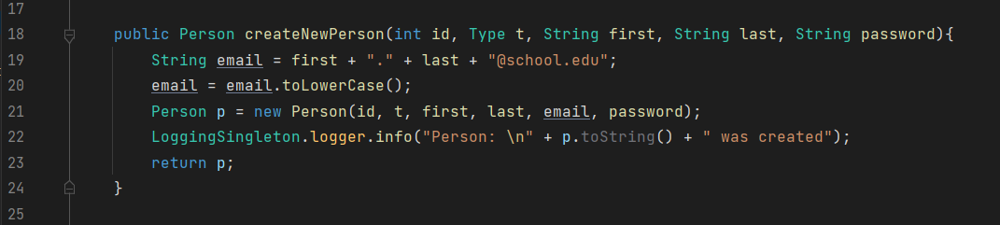 17
18 public Person createNewPerson(int id, Type t, String first, String last, String password){
19 String email = first + "." + last + "@school.edu";
20 email = email.toLowerCase();
21 Person p = new Person(id, t, first, last, email, password);
22 LoggingSingleton.logger.info("Person: \n" + p.toString() + " was created");
23 return p;
24 }
25